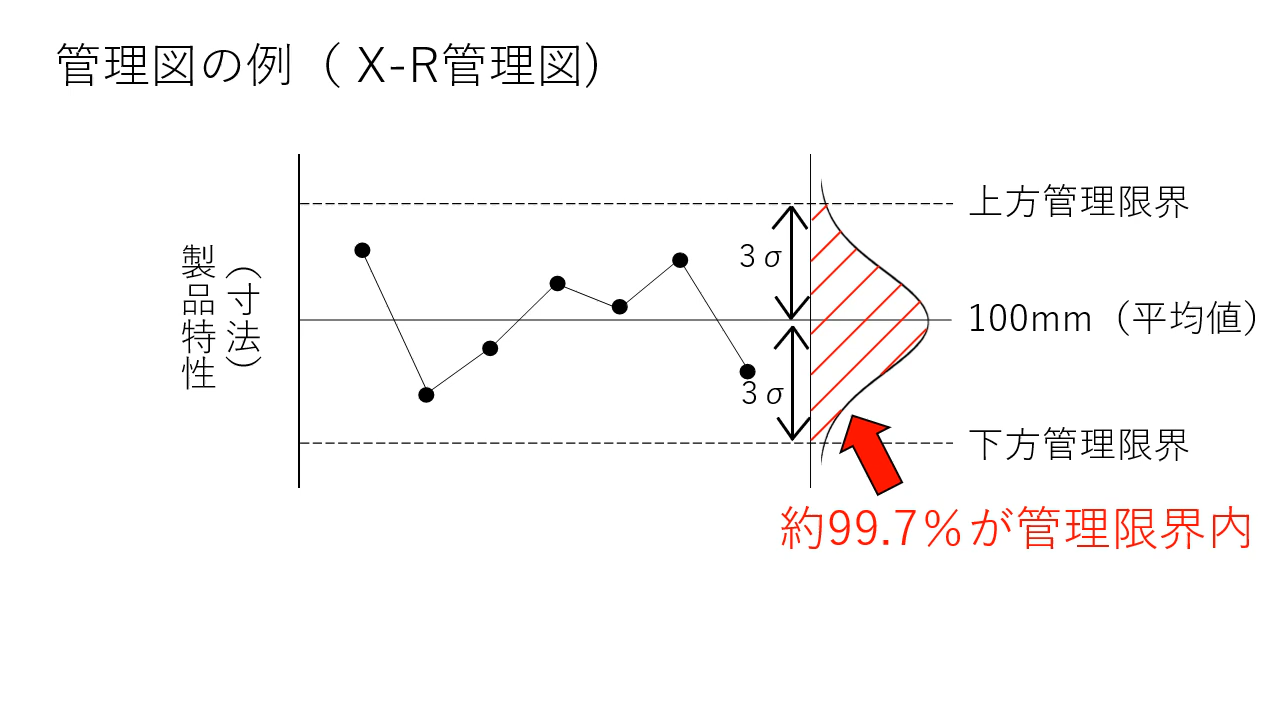 管理図の例（ X-R管理図）
上方管理限界
3σ
製品特性
（寸法）
100mm（平均値）
3σ
下方管理限界
約99.7％が管理限界内